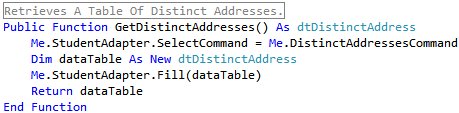 Retrieves A Table Of Distinct Addresses.
Public Function GetDistinctAddresses() As dtDistinctAddress
Me.StudentAdapter.SelectCommand = Me.DistinctAddressesCommand
Dim dataTable As New dtDistinctAddress
Me.StudentAdapter.Fill(dataTable)
Return dataTable
End Function